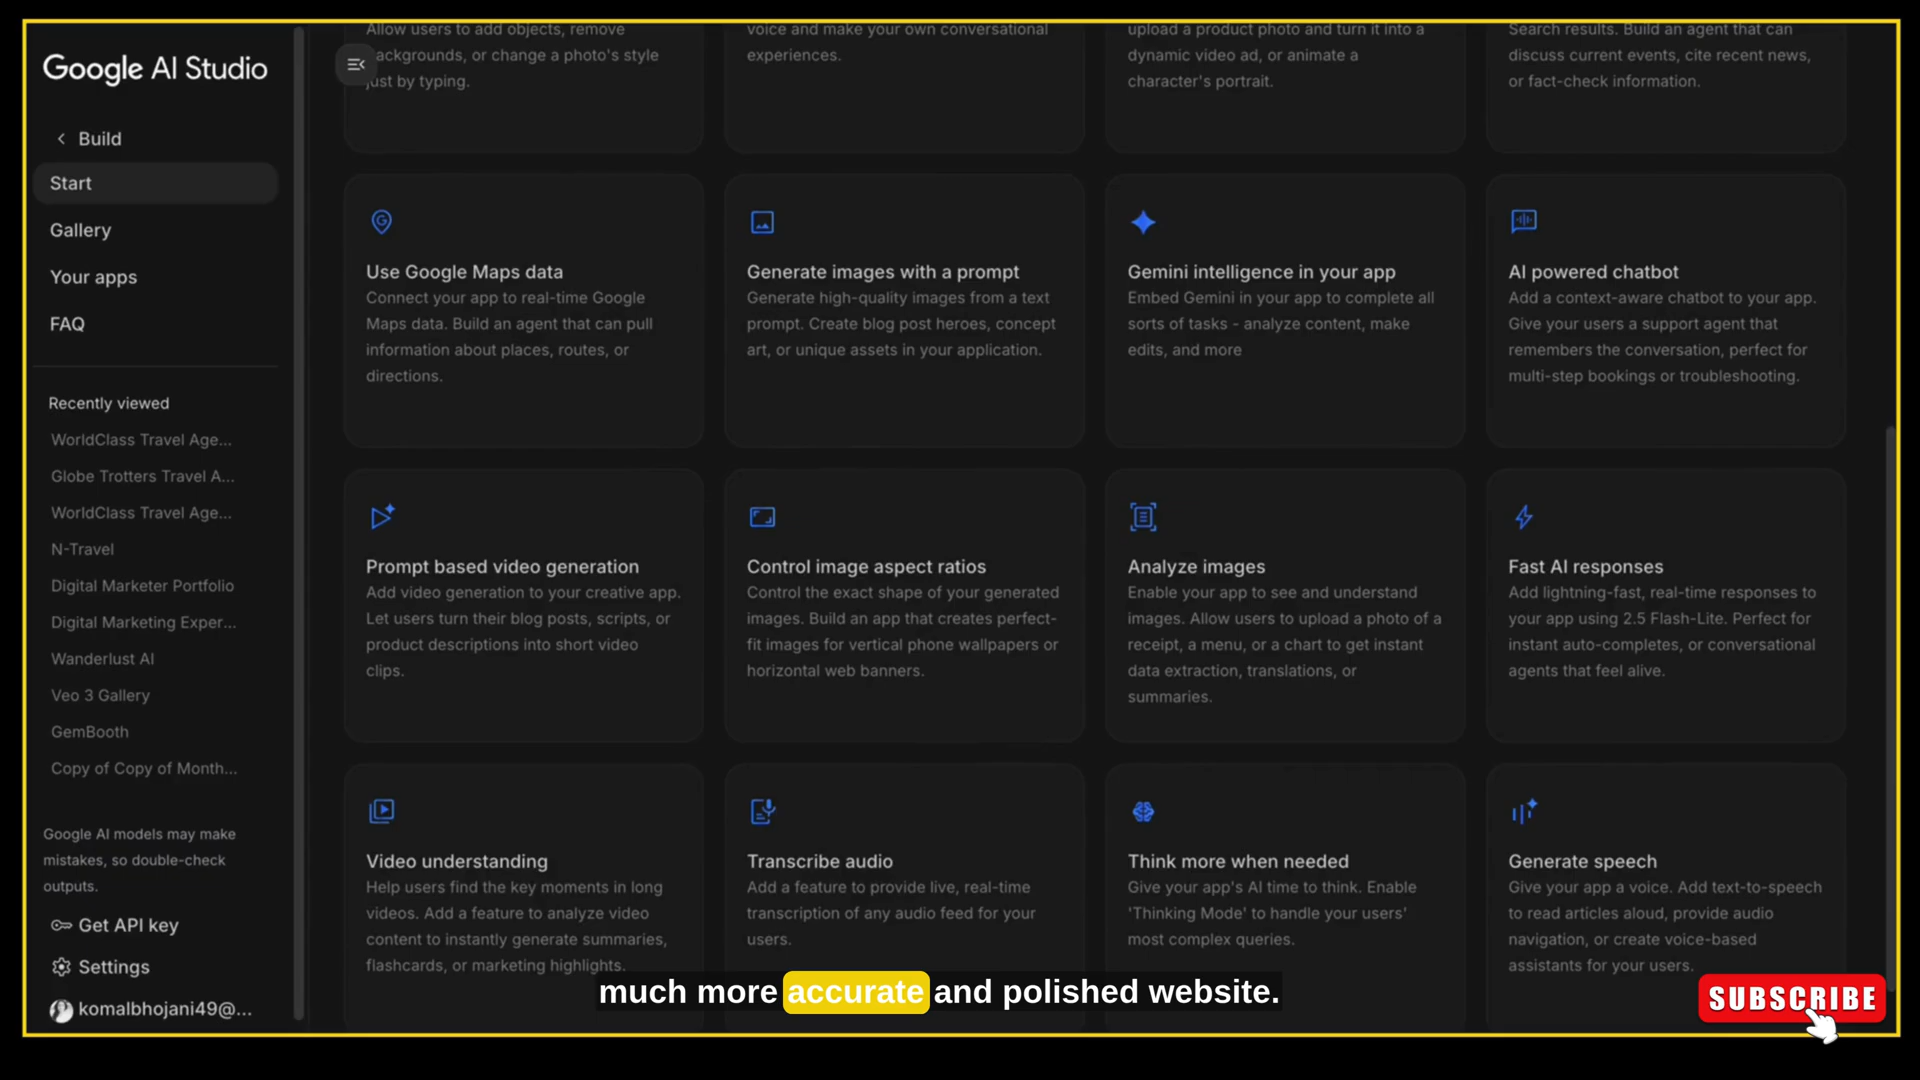 Google AI Studio
Build
Start
Gallery
Your apps
FAQ
Recently viewed
WorldClass Travel Age...
Globe Trotters Travel A...
WorldClass Travel Age...
N-Travel
Digital Marketer Portfolio
Digital Marketing Exper...
Wanderlust AI
Veo 3 Gallery
GemBooth
Copy of Copy of Month...
Google AI models may make
mistakes, so double-check
outputs.
Get API key
Settings
komalbhojani49@...
Allow users to add objects, remove
backgrounds, or change a photo's style
just by typing.
voice and make your own conversational
experiences.
upload a product photo and turn it into a
dynamic video ad, or animate a
character's portrait.
Search results. Build an agent that can
discuss current events, cite recent news,
or fact-check information.
Use Google Maps data
Connect your app to real-time Google
Maps data. Build an agent that can pull
information about places, routes, or
directions.
Generate images with a prompt
Generate high-quality images from a text
prompt. Create blog post heroes, concept
art, or unique assets in your application.
Gemini intelligence in your app
Embed Gemini in your app to complete all
sorts of tasks - analyze content, make
edits, and more
AI powered chatbot
Add a context-aware chatbot to your app.
Give your users a support agent that
remembers the conversation, perfect for
multi-step bookings or troubleshooting.
Prompt based video generation
Add video generation to your creative app.
Let users turn their blog posts, scripts, or
product descriptions into short video
clips.
Control image aspect ratios
Control the exact shape of your generated
images. Build an app that creates perfect-
fit images for vertical phone wallpapers or
horizontal web banners.
Analyze images
Enable your app to see and understand
images. Allow users to upload a photo of a
receipt, a menu, or a chart to get instant
data extraction, translations, or
summaries.
Fast AI responses
Add lightning-fast, real-time responses to
your app using 2.5 Flash-Lite. Perfect for
instant auto-completes, or conversational
agents that feel alive.
Video understanding
Help users find the key moments in long
videos. Add a feature to analyze video
content to instantly generate summaries,
flashcards, or marketing highlights.
Transcribe audio
Add a feature to provide live, real-time
transcription of any audio feed for your
users.
Think more when needed
Give your app's AI time to think. Enable
'Thinking Mode' to handle your users'
most complex queries.
Generate speech
Give your app a voice. Add text-to-speech
to read articles aloud, provide audio
navigation, or create voice-based
assistants for your users.
much more accurate and polished website.
SUBSCRIBE